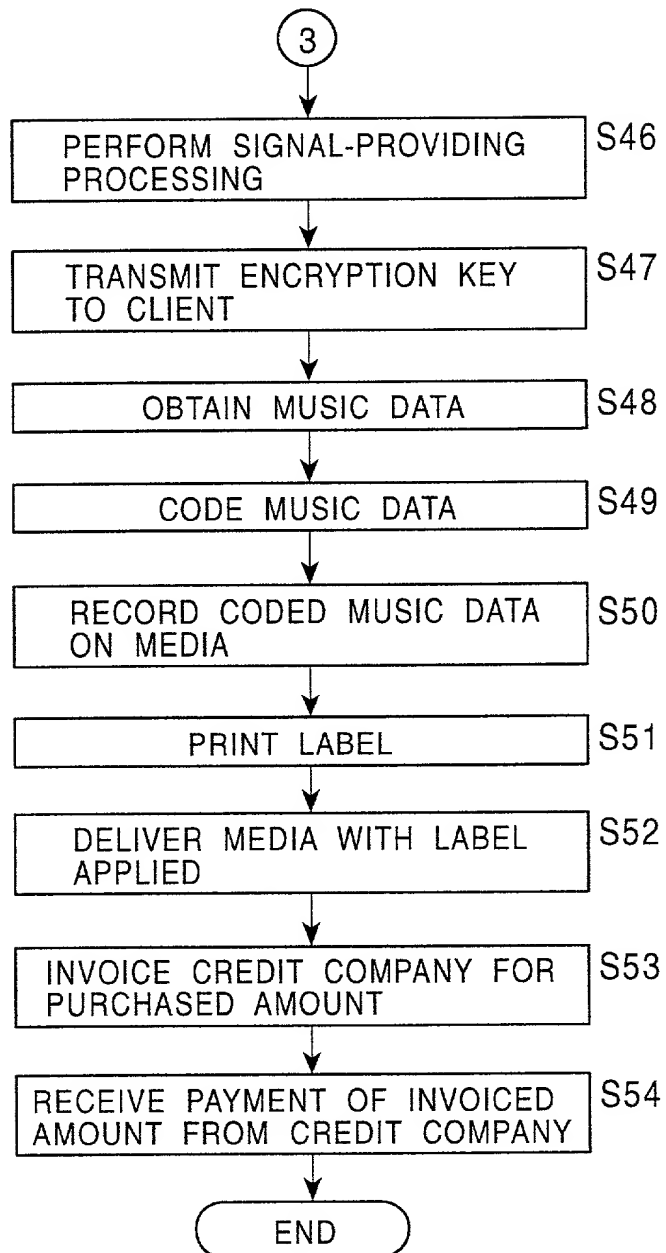 3
PERFORM SIGNAL-PROVIDING
PROCESSING
S46
TRANSMIT ENCRYPTION KEY
TO CLIENT
S47
OBTAIN MUSIC DATA
S48
CODE MUSIC DATA
S49
RECORD CODED MUSIC DATA
ON MEDIA
S50
PRINT LABEL
S51
DELIVER MEDIA WITH LABEL
APPLIED
S52
INVOICE CREDIT COMPANY FOR
PURCHASED AMOUNT
S53
RECEIVE PAYMENT OF INVOICED
AMOUNT FROM CREDIT COMPANY
S54
END